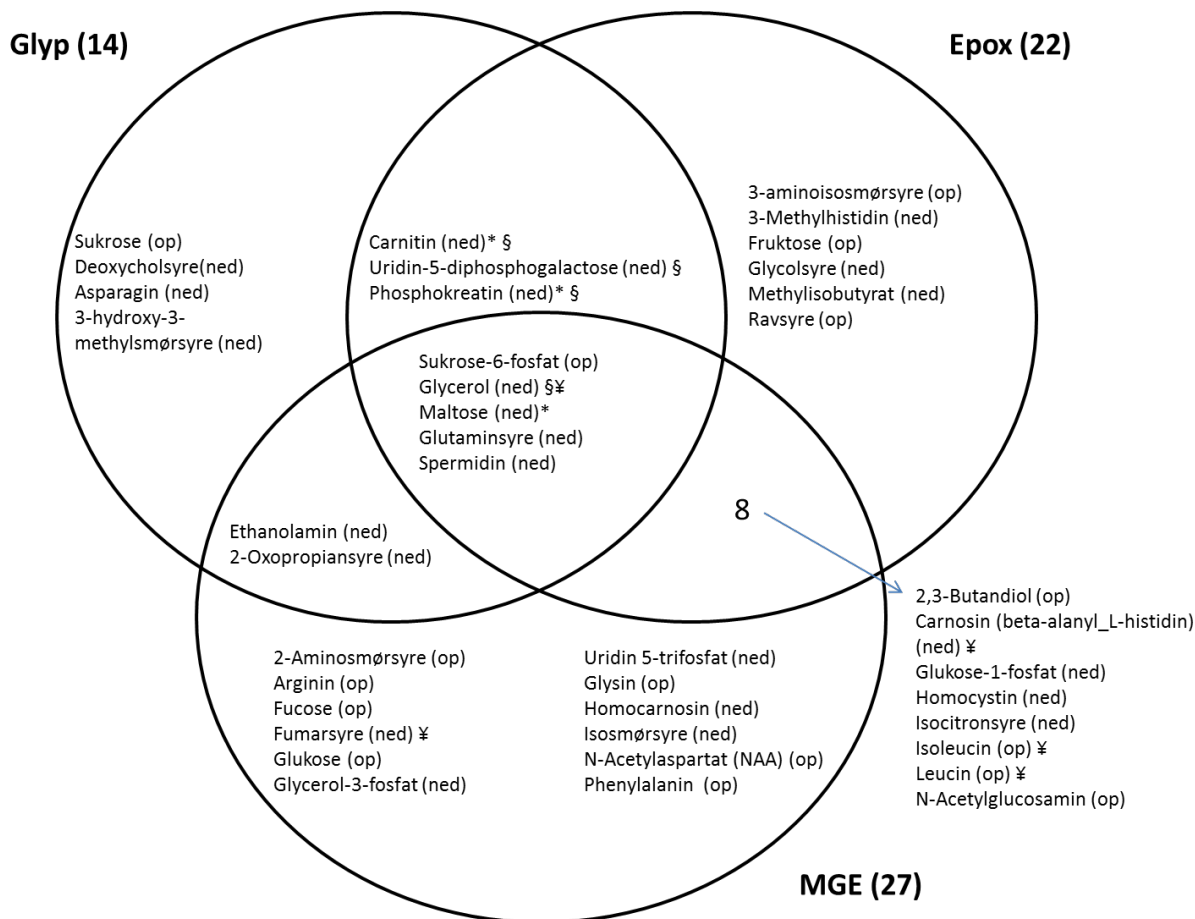 Glyp (14)
Epox (22)
Sukrose (op)
Deoxycholsyre(ned)
Asparagin (ned)
3-hydroxy-3-
methylsmørsyre (ned)
Carnitin (ned)* §
Uridin-5-diphosphogalactose (ned) §
Phosphokreatin (ned)* §
3-aminoisosmørsyre (op)
3-Methylhistidin (ned)
Fruktose (op)
Glycolsyre (ned)
Methylisobutyrat (ned)
Ravsyre (op)
Sukrose-6-fosfat (op)
Glycerol (ned) §¥
Maltose (ned)*
Glutaminsyre (ned)
Spermidin (ned)
Ethanolamin (ned)
2-Oxopropiansyre (ned)
8
2,3-Butandiol (op)
Carnosin (beta-alanyl_L-histidin)
(ned) ¥
Glukose-1-fosfat (ned)
Homocystin (ned)
Isocitronsyre (ned)
Isoleucin (op) ¥
Leucin (op) ¥
N-Acetylglucosamin (op)
2-Aminosmørsyre (op)
Arginin (op)
Fucose (op)
Fumarsyre (ned) ¥
Glukose (op)
Glycerol-3-fosfat (ned)
Uridin 5-trifosfat (ned)
Glysin (op)
Homocarnosin (ned)
Isosmørsyre (ned)
N-Acetylaspartat (NAA) (op)
Phenylalanin (op)
MGE (27)